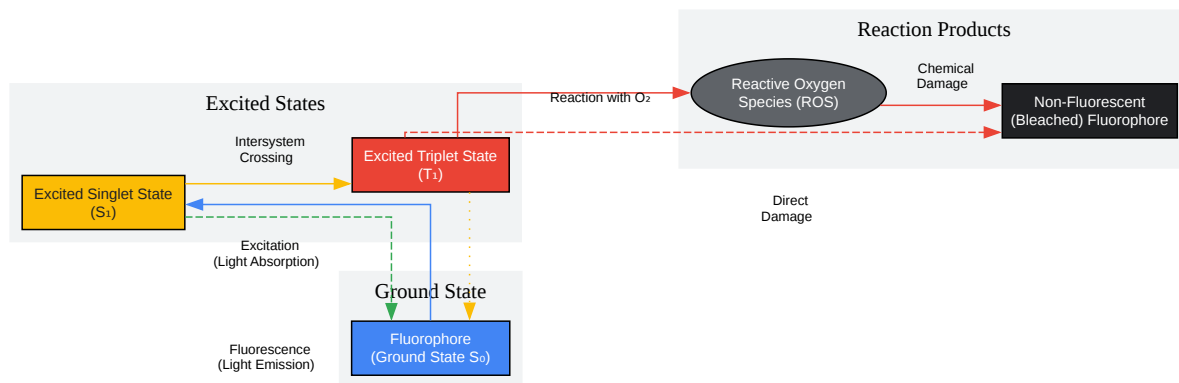 Reaction Products
Reactive Oxygen
Species (ROS)
Chemical
Damage
Non-Fluorescent
(Bleached) Fluorophore
Reaction with O₂
Excited States
Intersystem
Crossing
Excited Triplet State
(T₁)
Excited Singlet State
(S₁)
Direct
Damage
Excitation
(Light Absorption)
Ground State
Fluorophore
(Ground State S₀)
Fluorescence
(Light Emission)